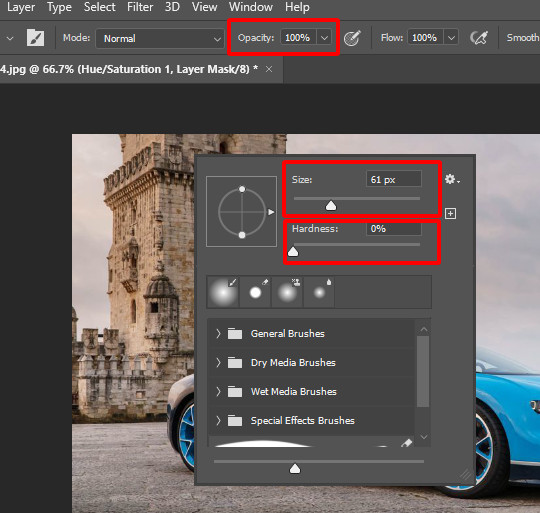 Layer Type Select Filter 3D View Window Help
Mode: Normal Opacity: 100% Flow: 100% Smooth
4.jpg @ 66.7% (Hue/Saturation 1, Layer Mask/8) * ×
Size: 61 px
Hardness: 0%
General Brushes
Dry Media Brushes
Wet Media Brushes
Special Effects Brushes